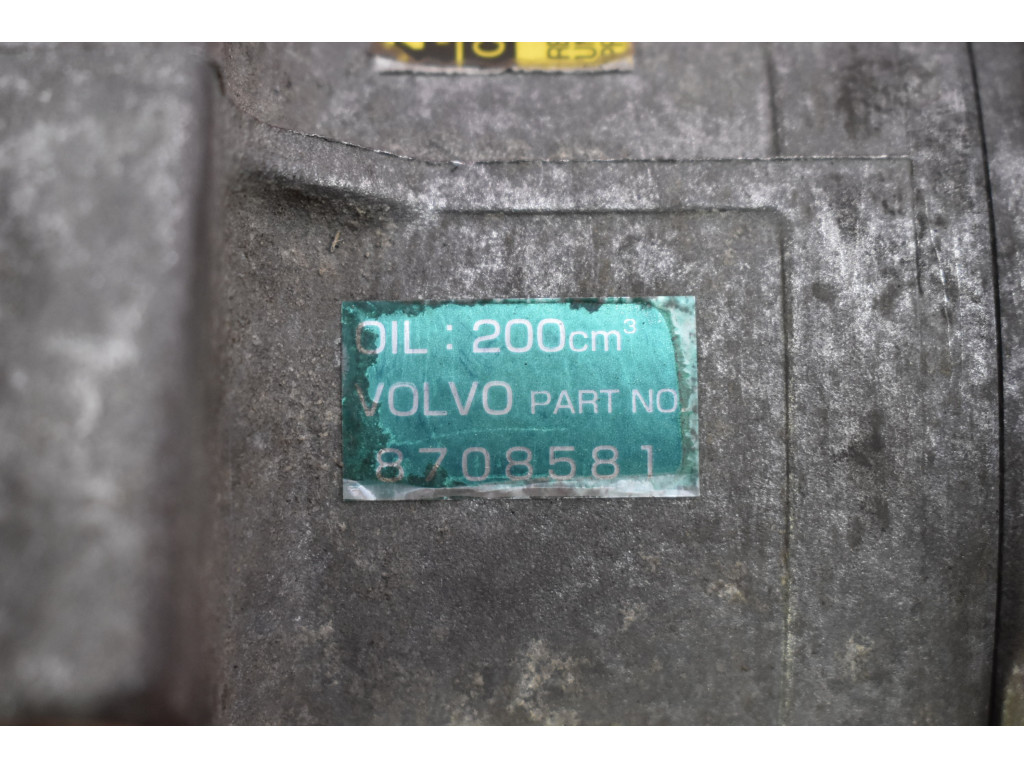 OIL : 200cm³
VOLVO PART NO.
8708581